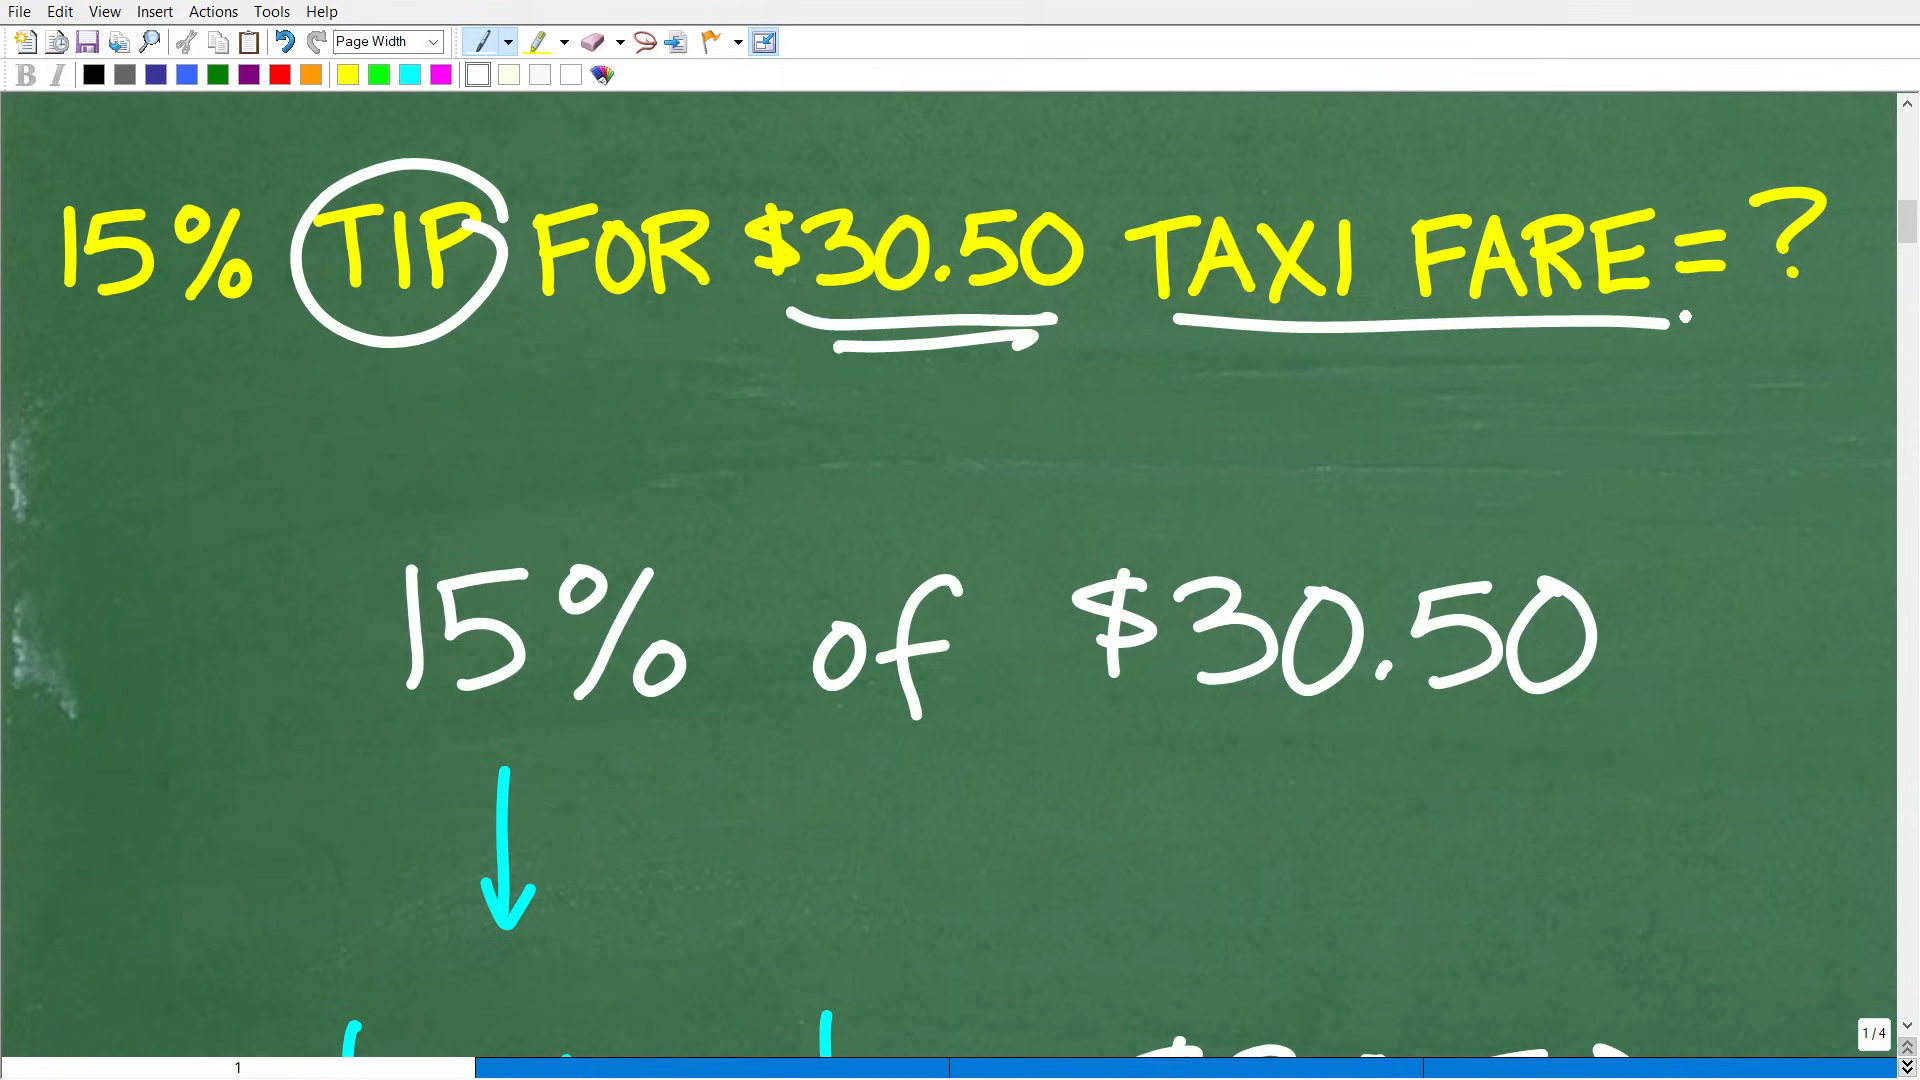 File Edit View Insert Actions Tools Help
Page Width
B I
15% TIP FOR $30.50 TAXI FARE = ?
15% of $30.50
1 / 4
1